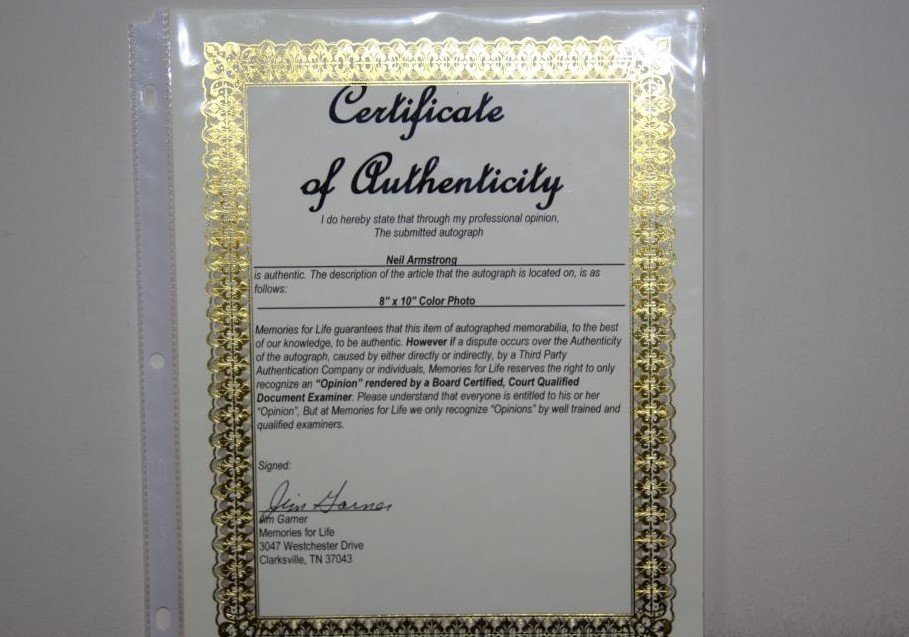 Certificate
of Authenticity
I do hereby state that through my professional opinion,
The submitted autograph
Neil Armstrong
is authentic. The description of the article that the autograph is located on, is as
follows:
8" x 10" Color Photo
Memories for Life guarantees that this item of autographed memorabilia, to the best
of our knowledge, to be authentic. However if a dispute occurs over the Authenticity
of the autograph, caused by either directly or indirectly, by a Third Party
Authentication Company or individuals, Memories for Life reserves the right to only
recognize an “Opinion” rendered by a Board Certified, Court Qualified
Document Examiner. Please understand that everyone is entitled to his or her
“Opinion”, But at Memories for Life we only recognize “Opinions” by well trained and
qualified examiners.
Signed:
Jim Garner
Jim Garner
Memories for Life
3047 Westchester Drive
Clarksville, TN 37043